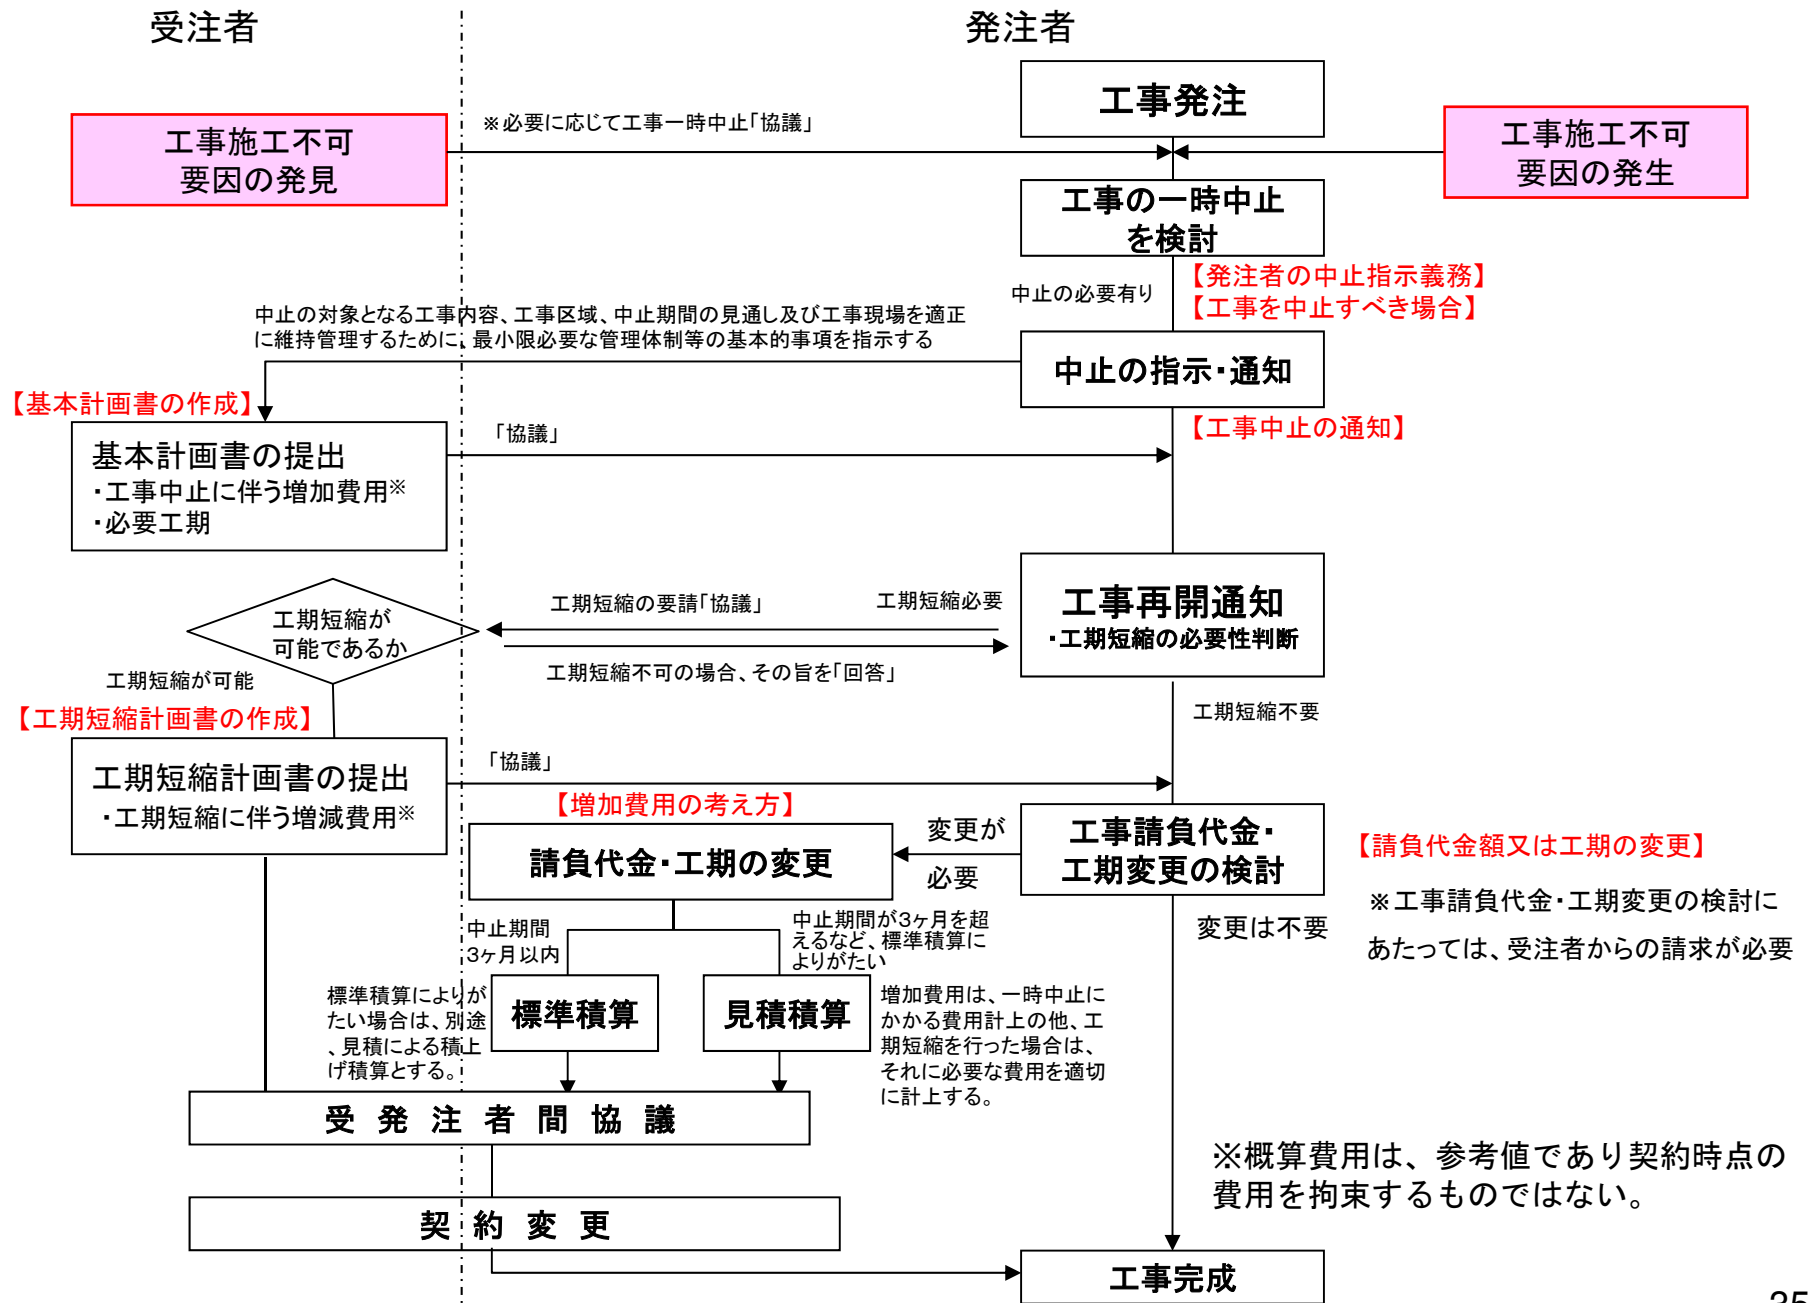 受注者
発注者
工事発注
※必要に応じて工事一時中止「協議」
工事施工不可
要因の発見
工事施工不可
要因の発生
工事の一時中止
を検討
【発注者の中止指示義務】
【工事を中止すべき場合】
中止の必要有り
中止の対象となる工事内容、工事区域、中止期間の見通し及び工事現場を適正
に維持管理するために、最小限必要な管理体制等の基本的事項を指示する
中止の指示・通知
【基本計画書の作成】
【工事中止の通知】
「協議」
基本計画書の提出
・工事中止に伴う増加費用※
・必要工期
工期短縮が
可能であるか
工期短縮の要請「協議」
工期短縮必要
工事再開通知
・工期短縮の必要性判断
工期短縮不可の場合、その旨を「回答」
工期短縮が可能
工期短縮不要
【工期短縮計画書の作成】
「協議」
工期短縮計画書の提出
・工期短縮に伴う増減費用※
【増加費用の考え方】
請負代金・工期の変更
変更が
必要
工事請負代金・
工期変更の検討
【請負代金額又は工期の変更】
※工事請負代金・工期変更の検討に
あたっては、受注者からの請求が必要
変更は不要
中止期間
3ヶ月以内
中止期間が3ヶ月を超
えるなど、標準積算に
よりがたい
標準積算によりが
たい場合は、別途
、見積による積上
げ積算とする。
標準積算
見積積算
増加費用は、一時中止に
かかる費用計上の他、工
期短縮を行った場合は、
それに必要な費用を適切
に計上する。
受発注者間協議
※概算費用は、参考値であり契約時点の
費用を拘束するものではない。
契約変更
工事完成